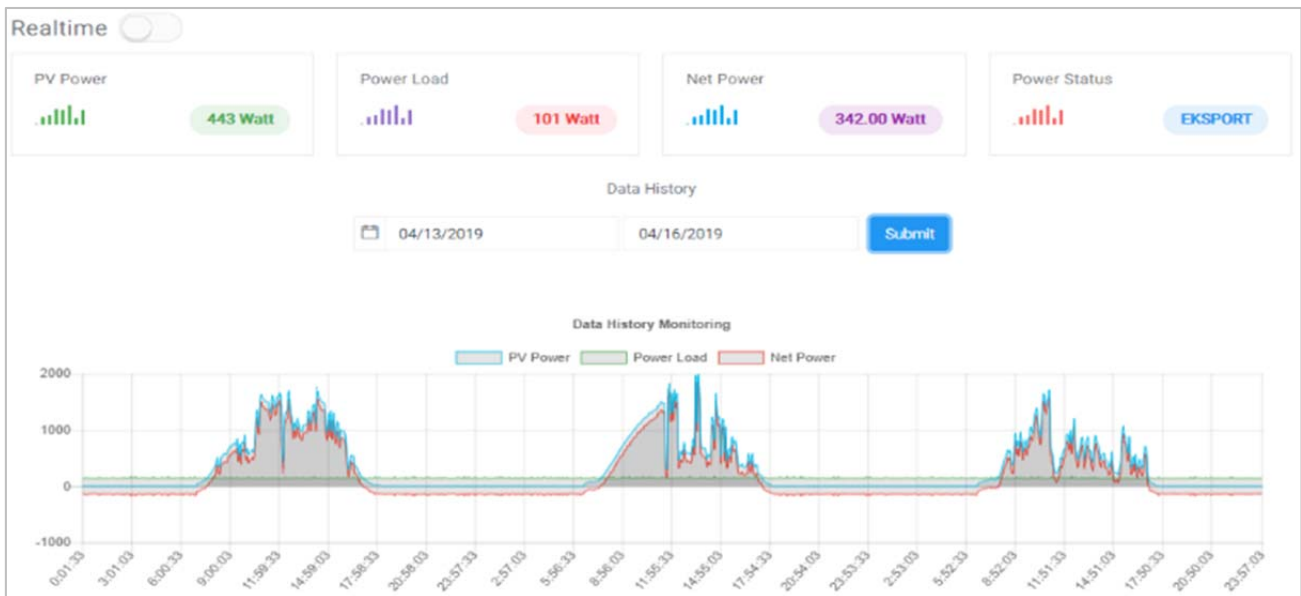 Realtime
PV Power
443 Watt
Power Load
101 Watt
Net Power
342.00 Watt
Power Status
EKSPORT
Data History
04/13/2019
04/16/2019
Submit
Data History Monitoring
PV Power
Power Load
Net Power
2000
1000
0
-1000
0:01:33
3:01:03
6:00:33
9:00:03
11:59:33
14:59:03
17:58:33
20:58:03
23:57:33
2:57:03
5:56:33
8:56:03
11:55:33
14:55:03
17:54:33
20:54:03
23:53:33
2:53:03
5:52:33
8:52:03
11:51:33
14:51:03
17:50:33
20:50:03
23:57:03